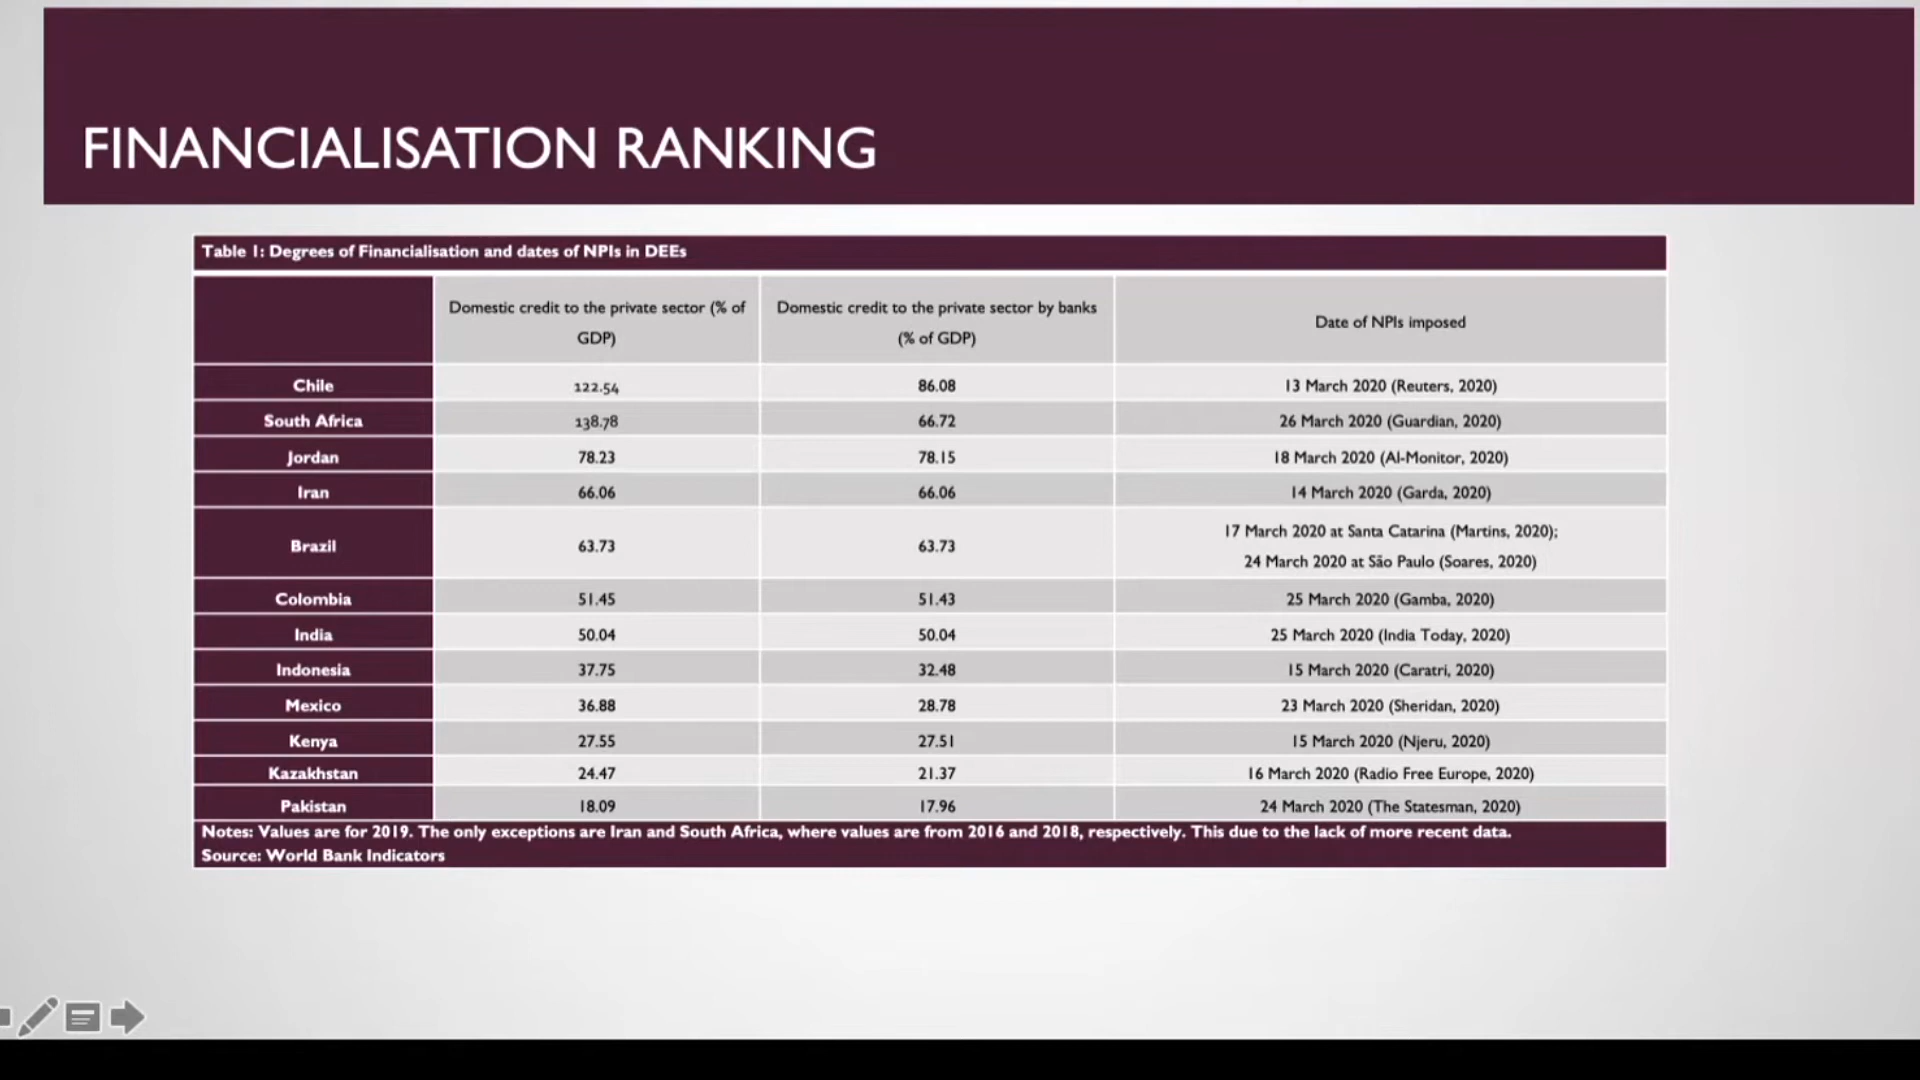 FINANCIALISATION RANKING
Table 1: Degrees of Financialisation and dates of NPIs in DEEs
Domestic credit to the private sector (% of
GDP)
Domestic credit to the private sector by banks
(% of GDP)
Date of NPIs imposed
Chile 122.54 86.08 13 March 2020 (Reuters, 2020)
South Africa 138.78 66.72 26 March 2020 (Guardian, 2020)
Jordan 78.23 78.15 18 March 2020 (Al-Monitor, 2020)
Iran 66.06 66.06 14 March 2020 (Garda, 2020)
Brazil 63.73 63.73 17 March 2020 at Santa Catarina (Martins, 2020);
24 March 2020 at São Paulo (Soares, 2020)
Colombia 51.45 51.43 25 March 2020 (Gamba, 2020)
India 50.04 50.04 25 March 2020 (India Today, 2020)
Indonesia 37.75 32.48 15 March 2020 (Caratri, 2020)
Mexico 36.88 28.78 23 March 2020 (Sheridan, 2020)
Kenya 27.55 27.51 15 March 2020 (Njeru, 2020)
Kazakhstan 24.47 21.37 16 March 2020 (Radio Free Europe, 2020)
Pakistan 18.09 17.96 24 March 2020 (The Statesman, 2020)
Notes: Values are for 2019. The only exceptions are Iran and South Africa, where values are from 2016 and 2018, respectively. This due to the lack of more recent data.
Source: World Bank Indicators